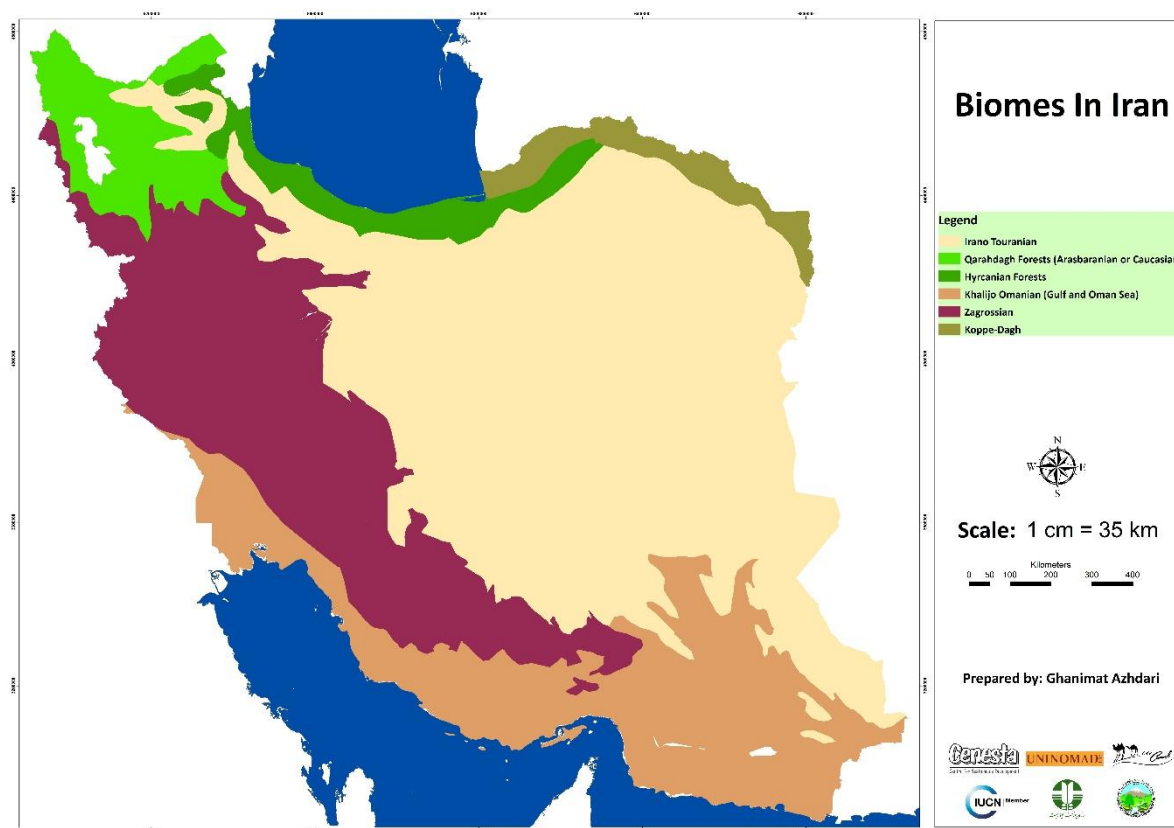 Biomes In Iran
Legend
Irano Touranian
Qarahdagh Forests (Arasbaranian or Caucasian
Hyrcanian Forests
Khalijo Omanian (Gulf and Oman Sea)
Zagrossian
Koppe-Dagh
N
W E
S
Scale: 1 cm = 35 km
Kilometers
0 50 100 200 300 400
Prepared by: Ghanimat Azhdari
Cenesta
UNINOMAD
IUCN Member